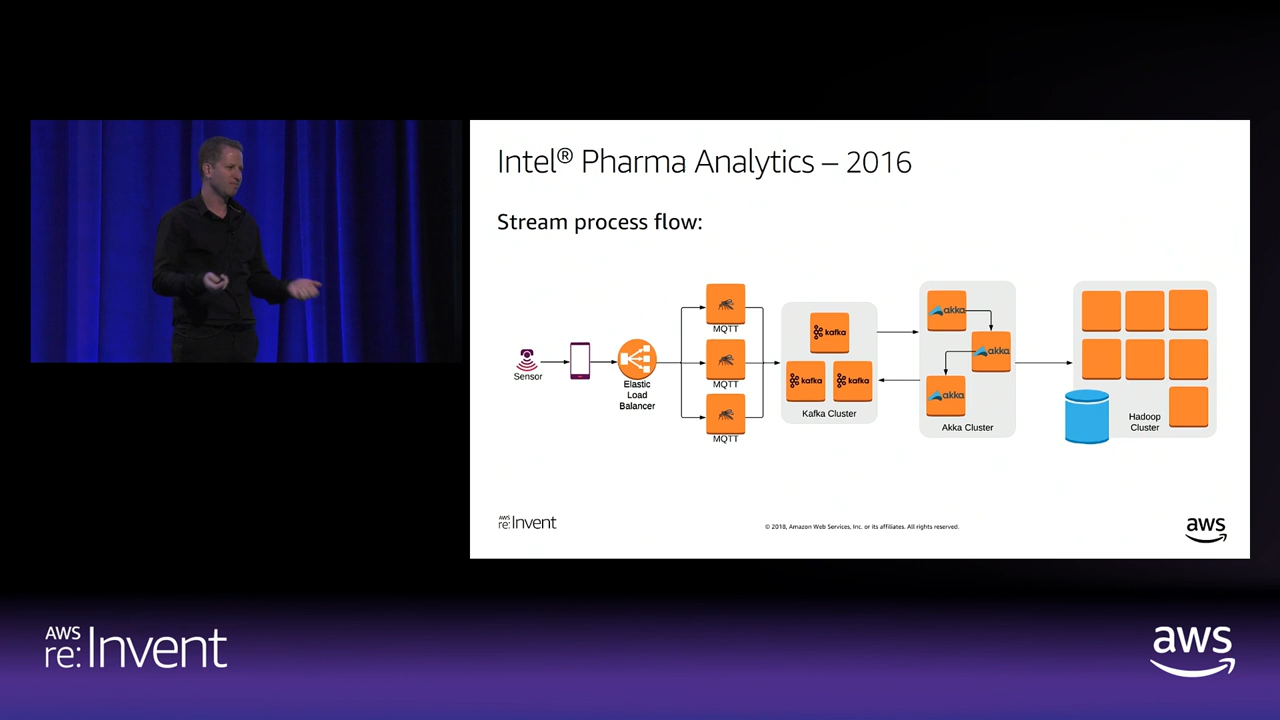 Intel® Pharma Analytics – 2016
Stream process flow:
Sensor
Elastic
Load
Balancer
MQTT
MQTT
MQTT
kafka
kafka
kafka
Kafka Cluster
akka
akka
akka
Akka Cluster
Hadoop
Cluster
AWS
re:Invent
© 2018, Amazon Web Services, Inc. or its affiliates. All rights reserved.
aws
AWS
re:Invent
aws